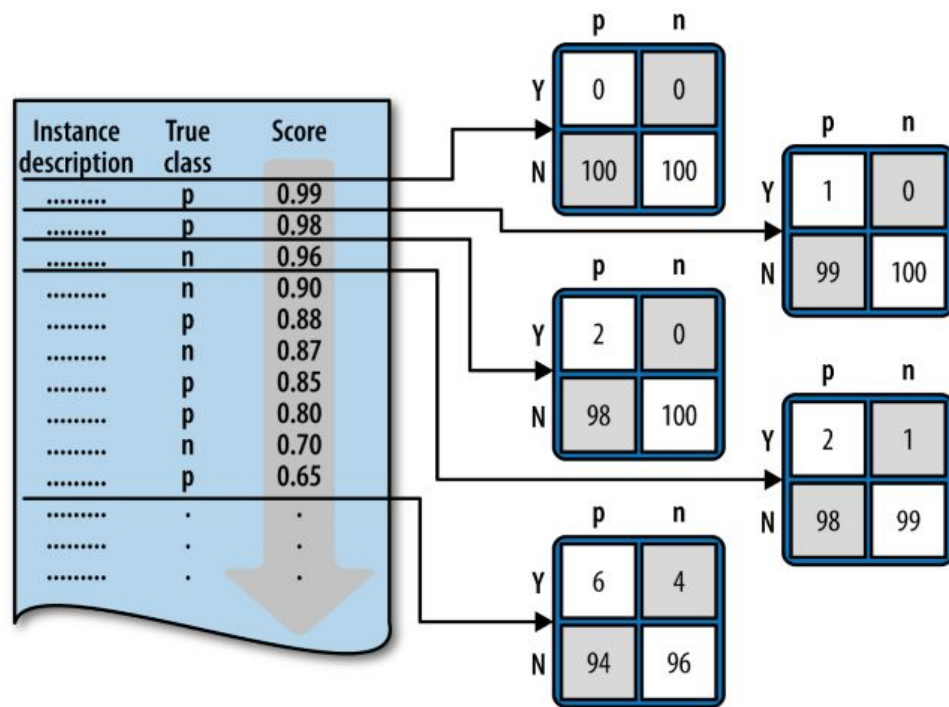 Instance description True class Score
......... p 0.99
......... p 0.98
......... n 0.96
......... n 0.90
......... p 0.88
......... n 0.87
......... p 0.85
......... p 0.80
......... n 0.70
......... p 0.65
......... . .
......... . .
......... . .
p n
Y 0 0
N 100 100
p n
Y 1 0
N 99 100
p n
Y 2 0
N 98 100
p n
Y 2 1
N 98 99
p n
Y 6 4
N 94 96